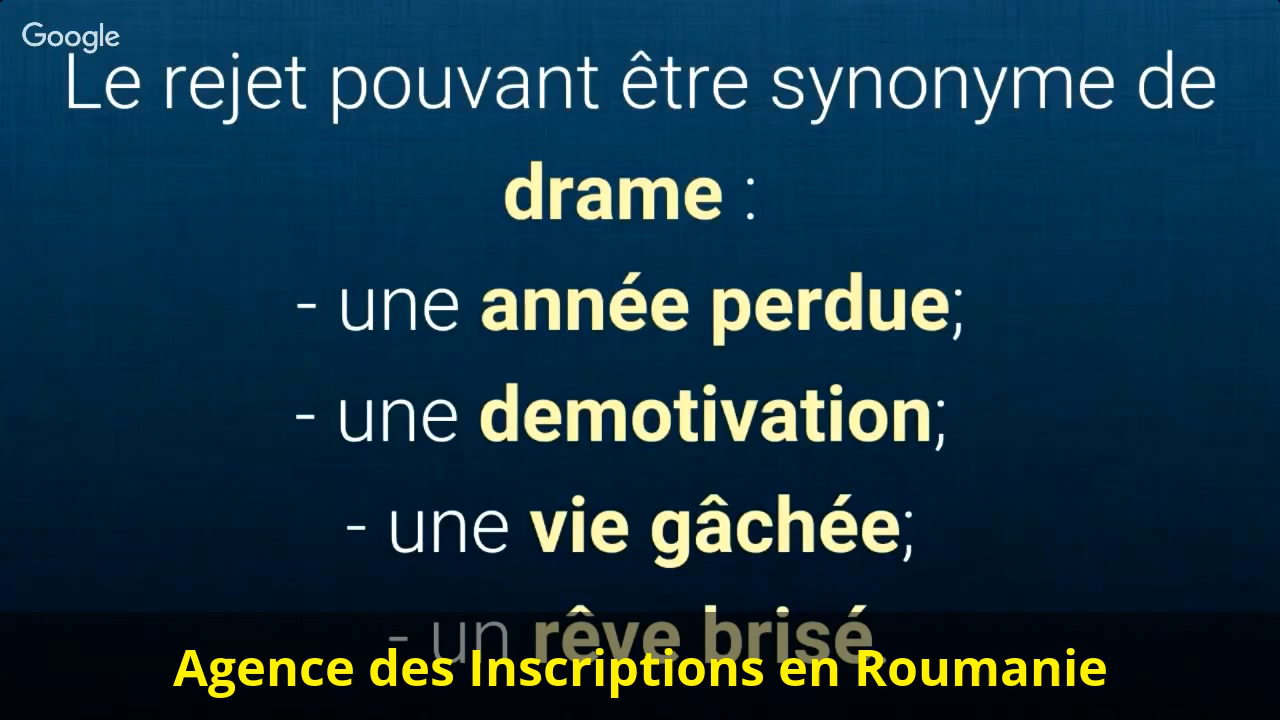 Google
Le rejet pouvant être synonyme de
drame :
- une année perdue;
- une demotivation;
- une vie gâchée;
- un rêve brisé
Agence des Inscriptions en Roumanie